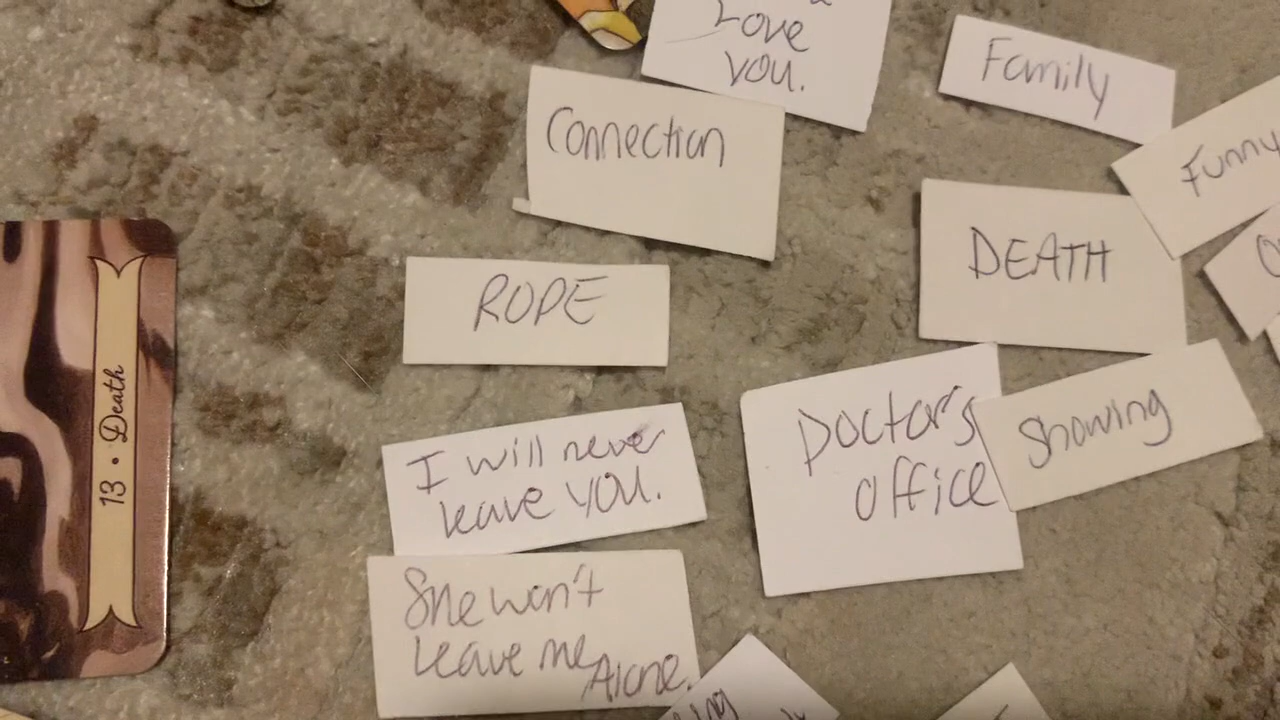 Love
you.
Family
Connection
Funny
DEATH
ROPE
13 • Death
Doctor's
office
Showing
I will never
leave you.
She won't
leave me
Alone.